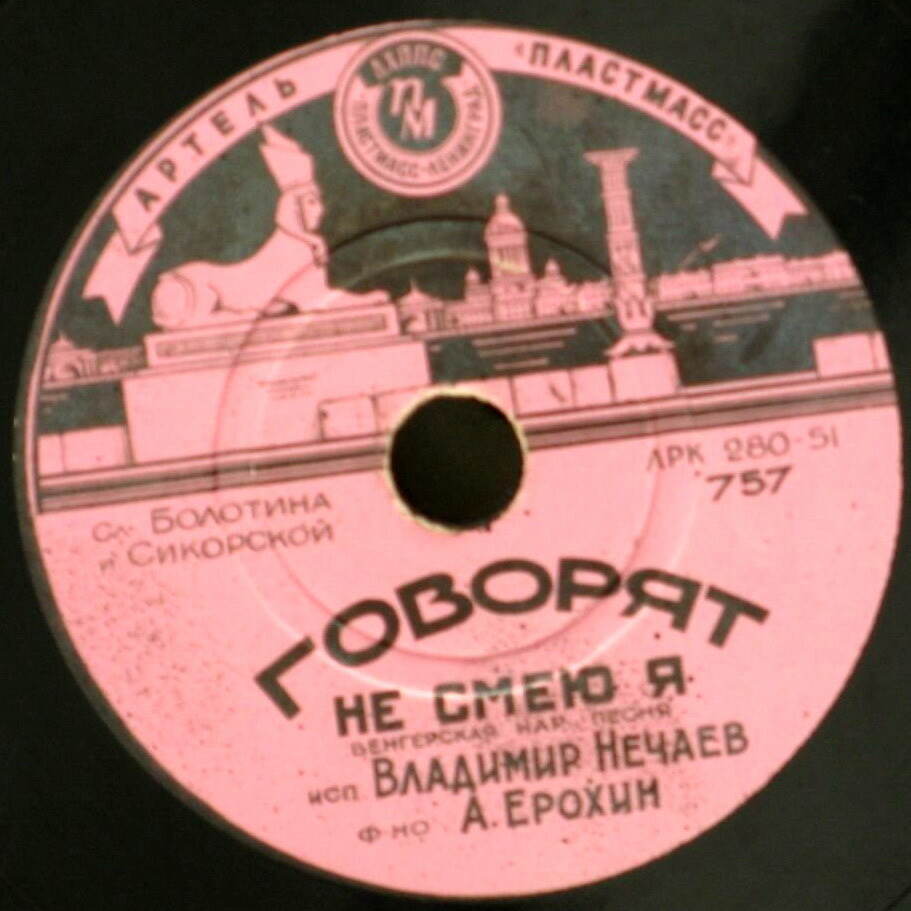 АРТЕЛЬ
«ПЛАСТМАСС»
ЛХППС
ПМ
"ПЛАСТМАСС-ЛЕНИНГРАД"
ЛРК 280-51
757
Сл. БОЛОТИНА
и СИКОРСКОЙ
ГОВОРЯТ
НЕ СМЕЮ Я
ВЕНГЕРСКАЯ НАР. ПЕСНЯ
исп. ВЛАДИМИР НЕЧАЕВ
Ф-НО А. ЕРОХИН